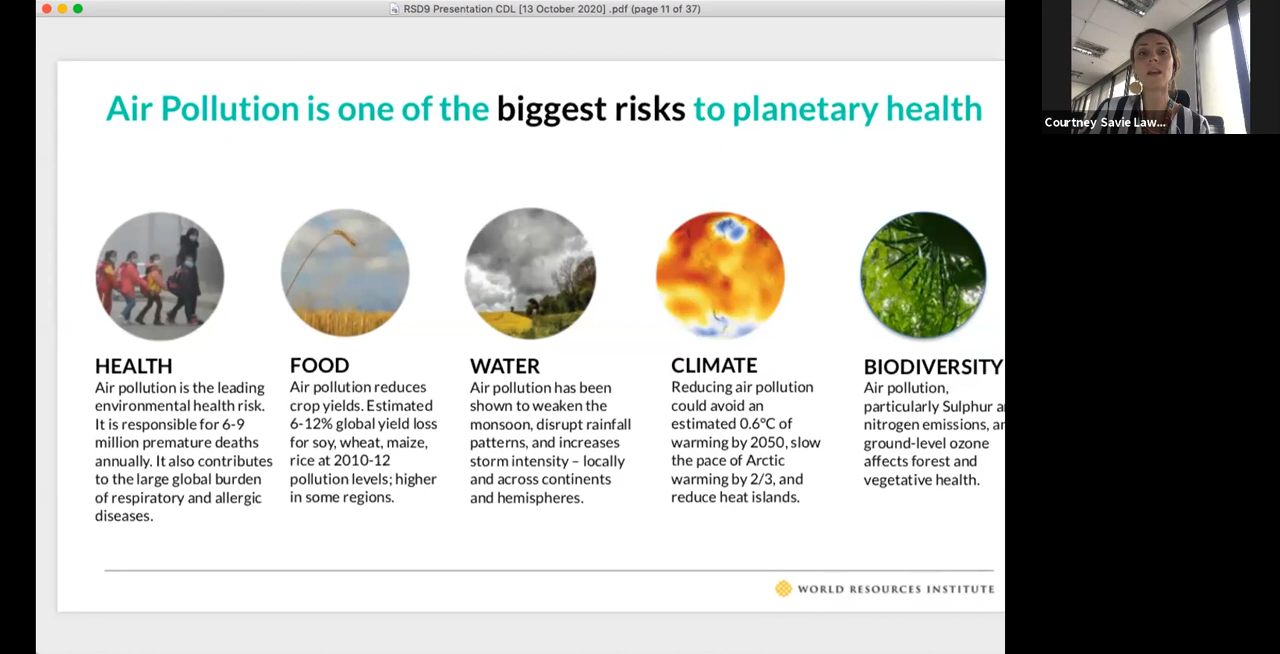 RSD9 Presentation CDL [13 October 2020] .pdf (page 11 of 37)
Courtney Savie Law...
Air Pollution is one of the biggest risks to planetary health
HEALTH
Air pollution is the leading
environmental health risk.
It is responsible for 6-9
million premature deaths
annually. It also contributes
to the large global burden
of respiratory and allergic
diseases.
FOOD
Air pollution reduces
crop yields. Estimated
6-12% global yield loss
for soy, wheat, maize,
rice at 2010-12
pollution levels; higher
in some regions.
WATER
Air pollution has been
shown to weaken the
monsoon, disrupt rainfall
patterns, and increases
storm intensity – locally
and across continents
and hemispheres.
CLIMATE
Reducing air pollution
could avoid an
estimated 0.6°C of
warming by 2050, slow
the pace of Arctic
warming by 2/3, and
reduce heat islands.
BIODIVERSITY
Air pollution,
particularly Sulphur
nitrogen emissions,
ground-level ozone
affects forest and
vegetative health.
WORLD RESOURCES INSTITUTE